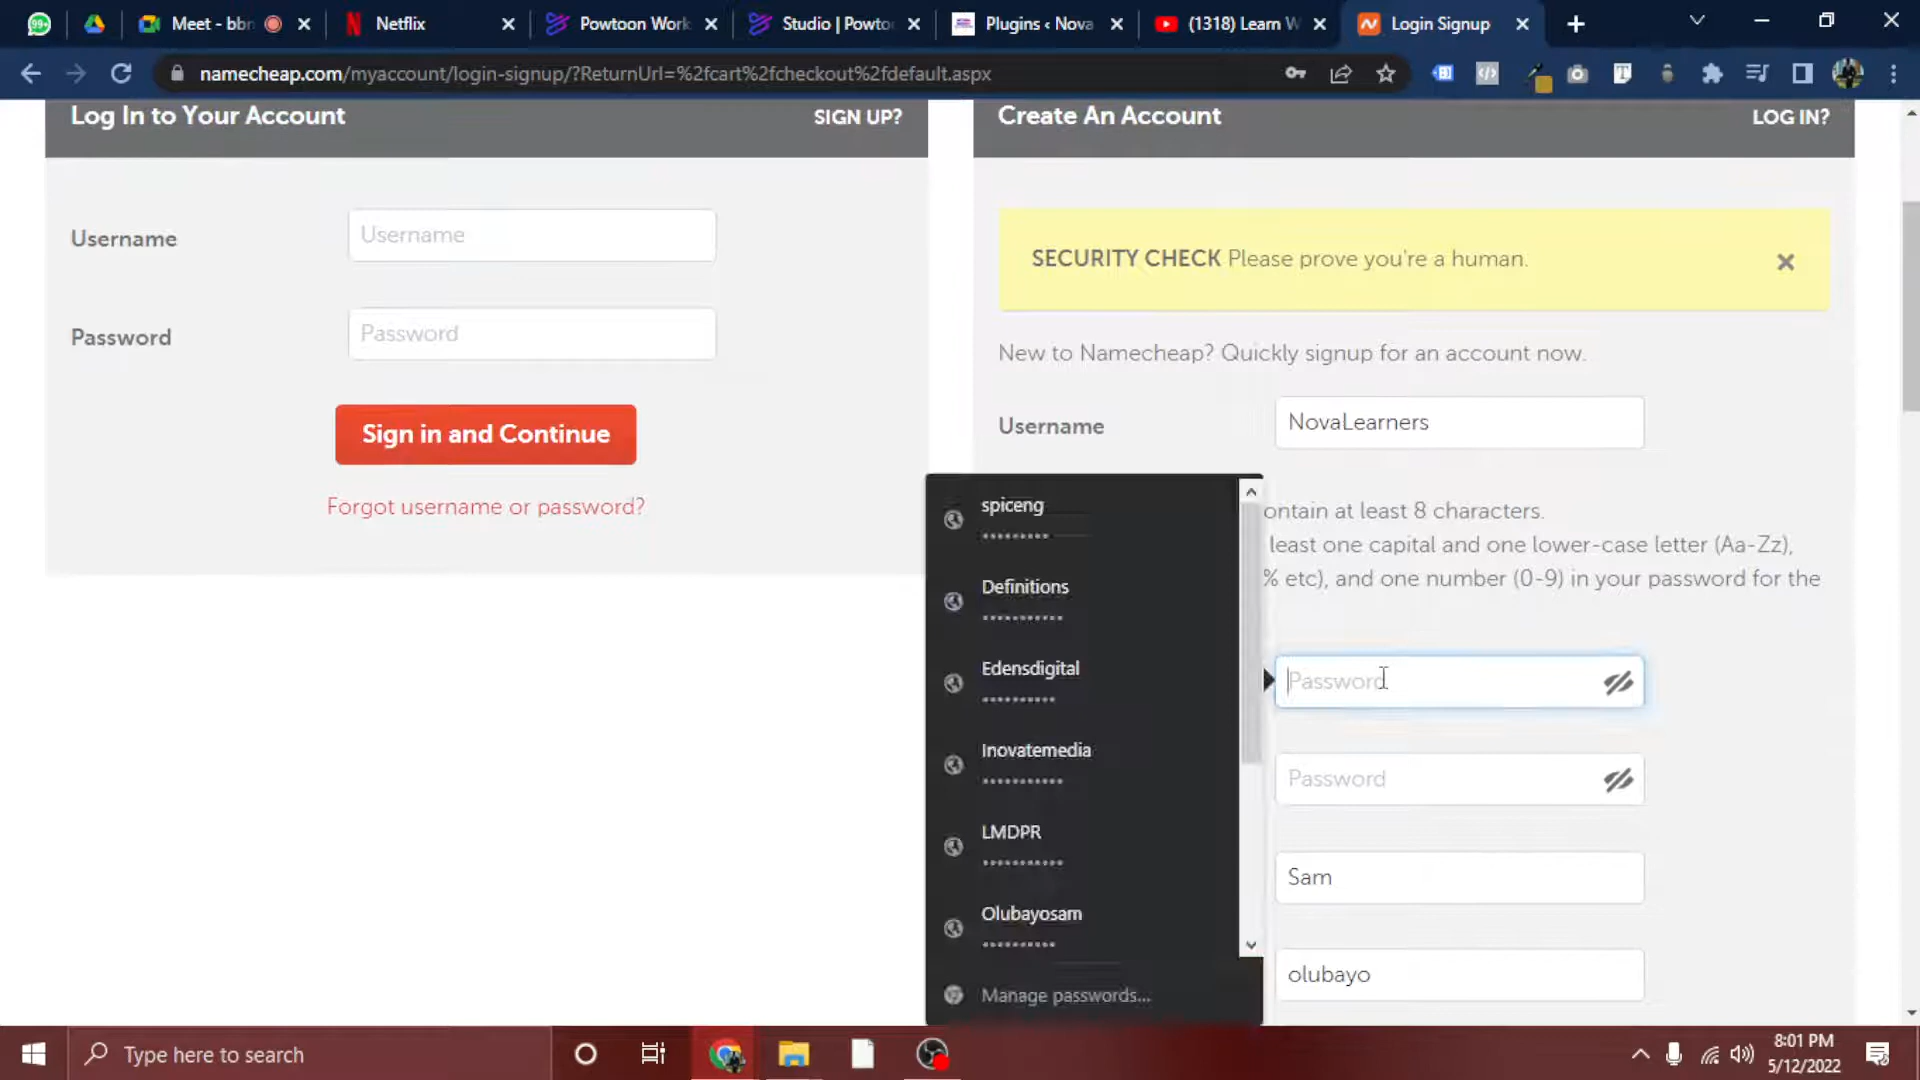 99+
Meet - bbn
Netflix
Powtoon Work
Studio | Powto
Plugins ‹ Nova
(1318) Learn W
Login Signup
namecheap.com/myaccount/login-signup/?ReturnUrl=%2fcart%2fcheckout%2fdefault.aspx
Log In to Your Account
SIGN UP?
Username
Username
Password
Password
Sign in and Continue
Forgot username or password?
Create An Account
LOG IN?
SECURITY CHECK Please prove you're a human.
New to Namecheap? Quickly signup for an account now.
Username
NovaLearners
ontain at least 8 characters.
least one capital and one lower-case letter (Aa-Zz),
% etc), and one number (0-9) in your password for the
spiceng
Definitions
Edensdigital
Inovatemedia
LMDPR
Olubayosam
Manage passwords...
Password
Password
Sam
olubayo
Type here to search
8:01 PM
5/12/2022